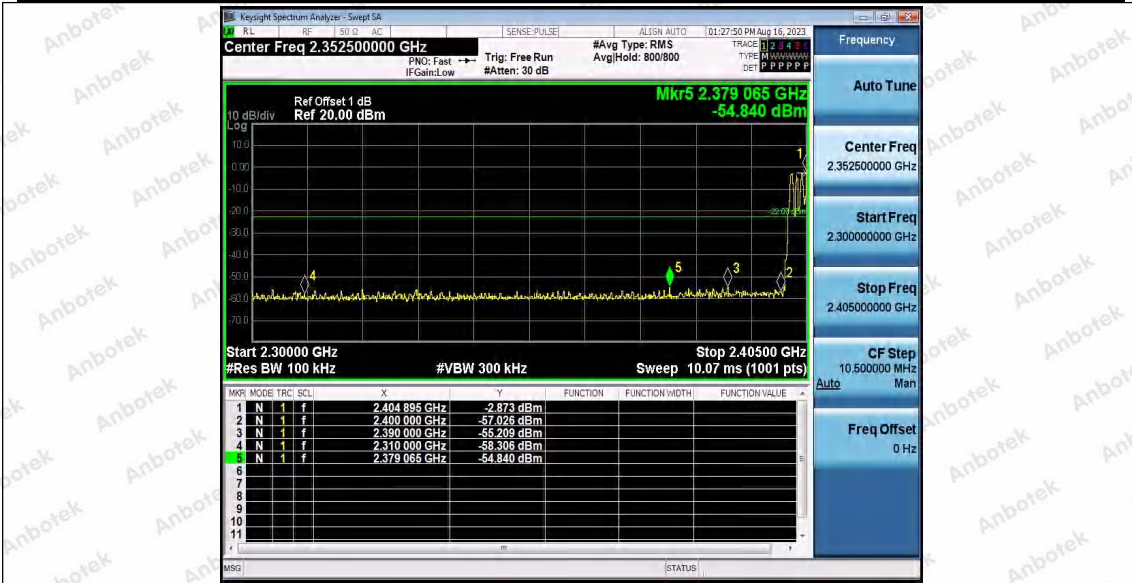 Keysight Spectrum Analyzer - Swept SA
RL RF 50 Ω AC SENSE:PULSE ALIGN AUTO 01:27:50 PM Aug 16, 2023
Center Freq 2.352500000 GHz
PNO: Fast Trig: Free Run #Avg Type: RMS TRACE 1 2 3 4 5 6
IFGain:Low #Atten: 30 dB Avg|Hold: 800/800 TYPE M
DET P P P P P P
Frequency
Auto Tune
Center Freq
2.352500000 GHz
Start Freq
2.300000000 GHz
Stop Freq
2.405000000 GHz
CF Step
10.500000 MHz
Auto Man
Freq Offset
0 Hz
Mkr5 2.379 065 GHz
-54.840 dBm
Ref Offset 1 dB
10 dB/div Ref 20.00 dBm
Log
10.0
0.00
-10.0
-20.0
-30.0
-40.0
-50.0
-60.0
-70.0
1
4
5
3
2
Start 2.30000 GHz Stop 2.40500 GHz
#Res BW 100 kHz #VBW 300 kHz Sweep 10.07 ms (1001 pts)
MKR MODE TRC SCL X Y FUNCTION FUNCTION WIDTH FUNCTION VALUE
1 N 1 f 2.404 895 GHz -2.873 dBm
2 N 1 f 2.400 000 GHz -57.026 dBm
3 N 1 f 2.390 000 GHz -55.209 dBm
4 N 1 f 2.310 000 GHz -58.306 dBm
5 N 1 f 2.379 065 GHz -54.840 dBm
6
7
8
9
10
11
MSG STATUS
Anbotek